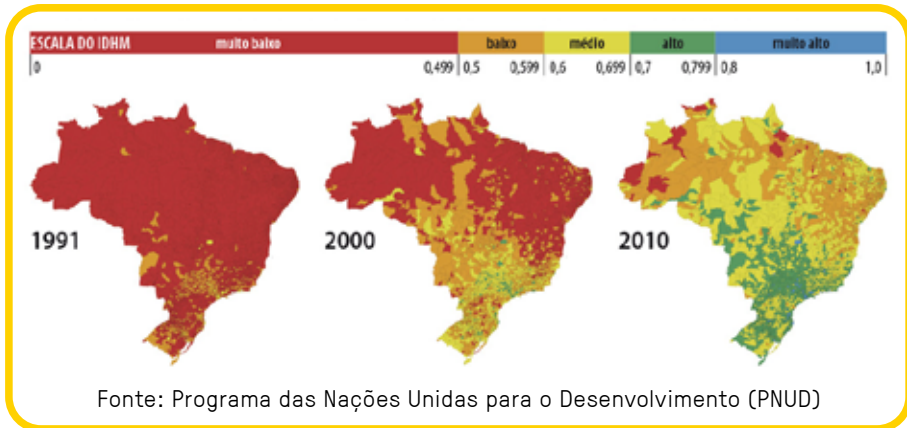 ESCALA DO IDHM muito baixo baixo médio alto muito alto
0 0,499 0,5 0,599 0,6 0,699 0,7 0,799 0,8 1,0
1991 2000 2010
Fonte: Programa das Nações Unidas para o Desenvolvimento (PNUD)